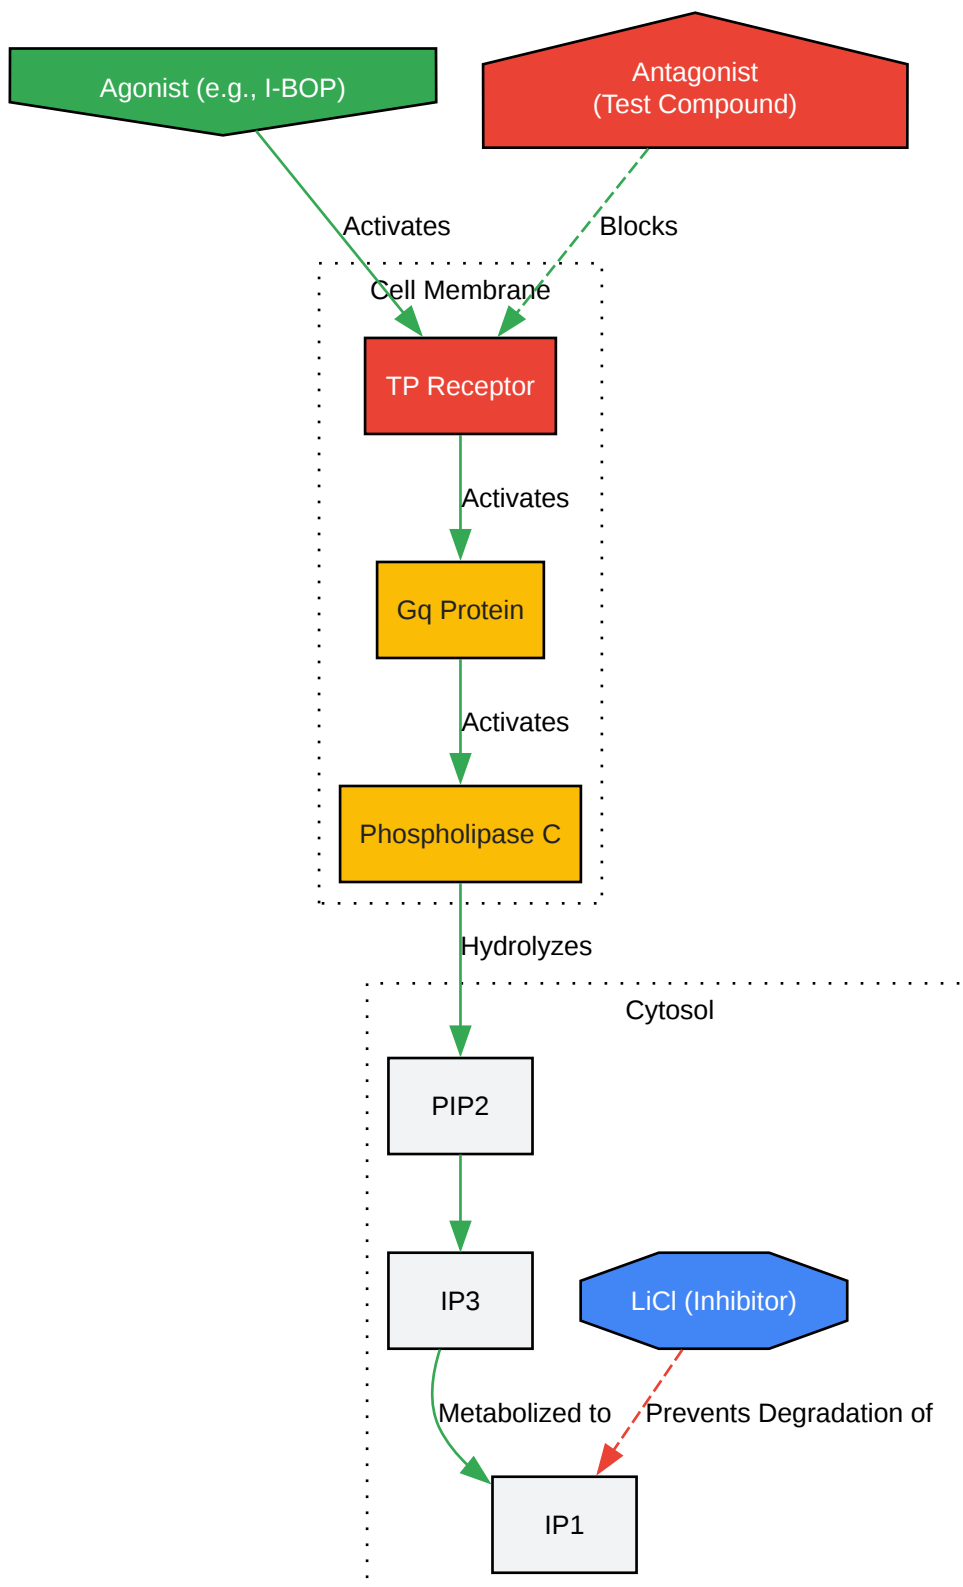 Agonist (e.g., I-BOP)
Antagonist
(Test Compound)
Activates
Blocks
Cell Membrane
TP Receptor
Activates
Gq Protein
Activates
Phospholipase C
Hydrolyzes
Cytosol
PIP2
IP3
LiCl (Inhibitor)
Metabolized to
Prevents Degradation of
IP1